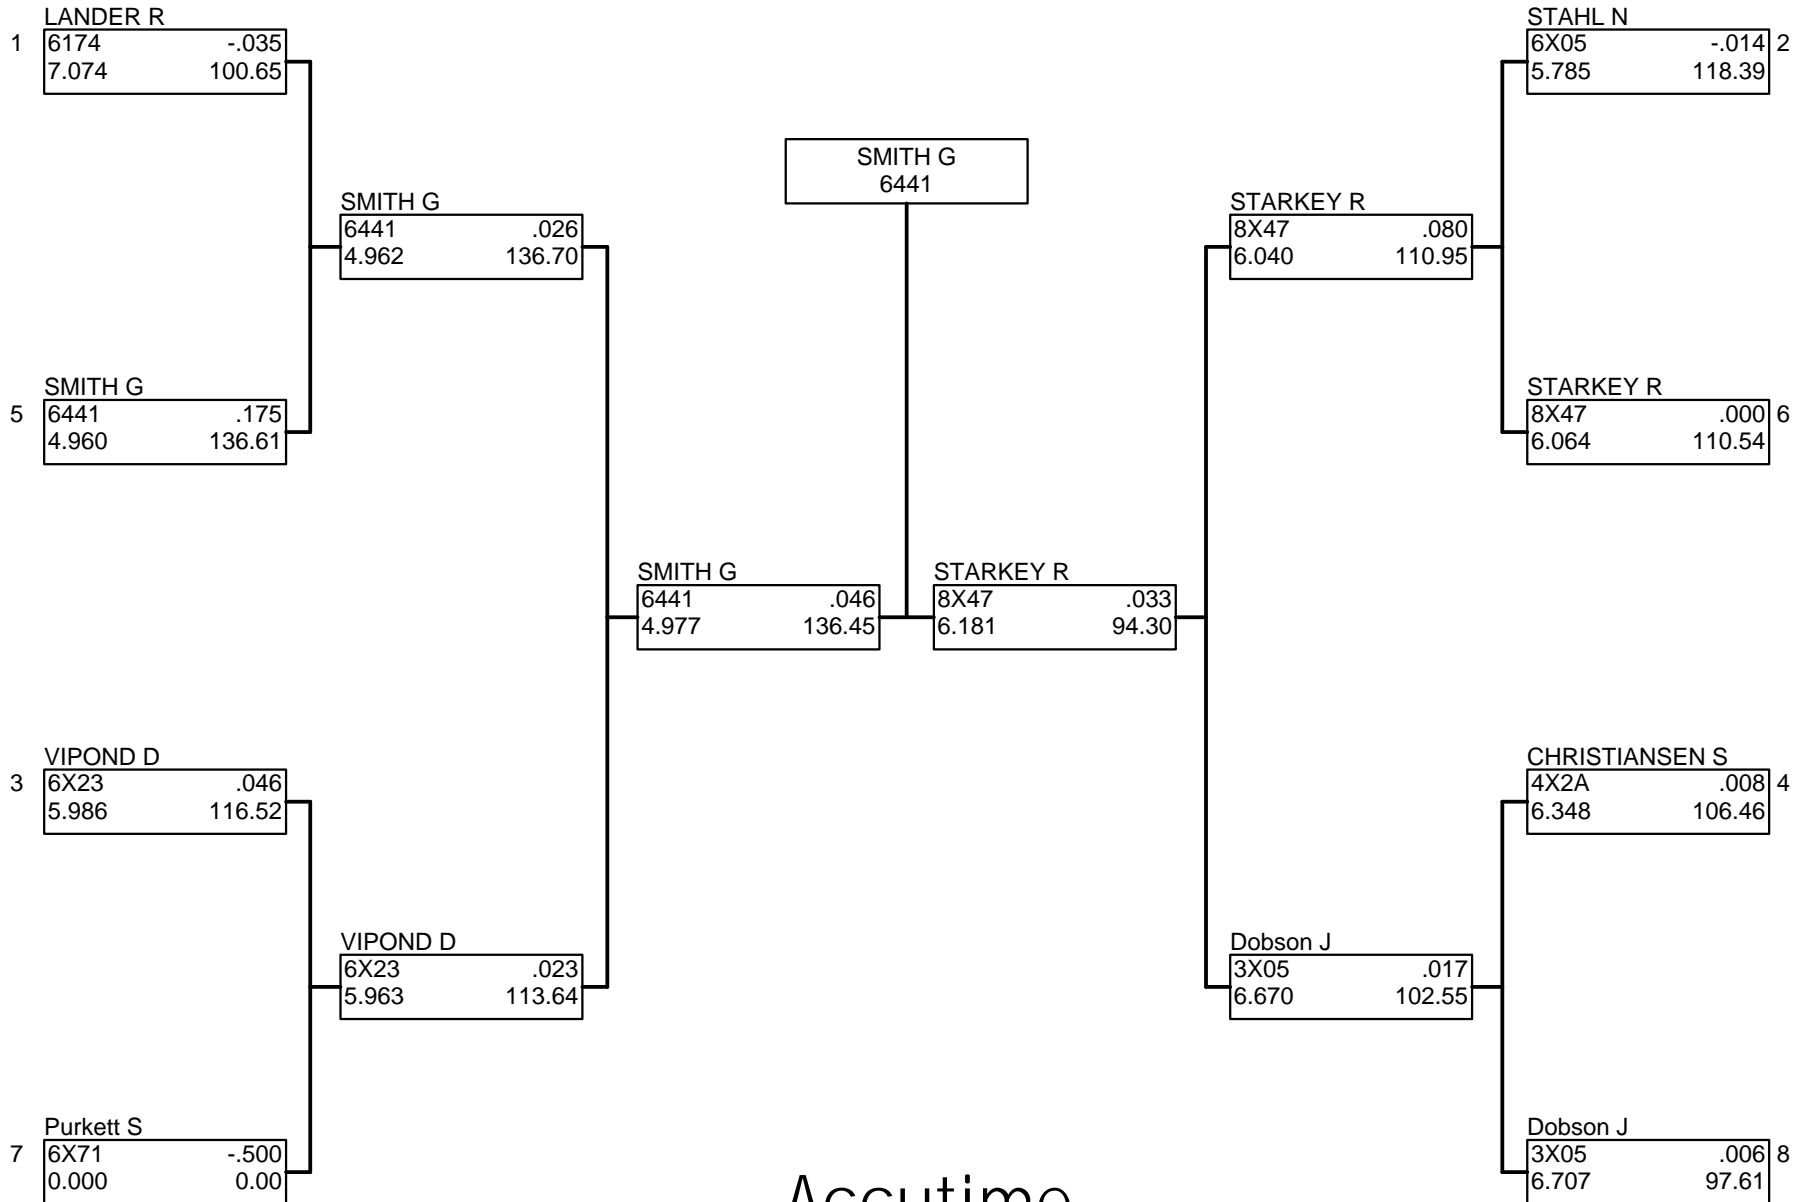 LANDER R
1 6174 -.035
7.074 100.65
SMITH G
5 6441 .175
4.960 136.61
VIPOND D
3 6X23 .046
5.986 116.52
Purkett S
7 6X71 -.500
0.000 0.00
SMITH G
6441 .026
4.962 136.70
VIPOND D
6X23 .023
5.963 113.64
SMITH G
6441 .046
4.977 136.45
SMITH G
6441
STARKEY R
8X47 .033
6.181 94.30
STARKEY R
8X47 .080
6.040 110.95
Dobson J
3X05 .017
6.670 102.55
STAHL N
6X05 -.014 2
5.785 118.39
STARKEY R
8X47 .000 6
6.064 110.54
CHRISTIANSEN S
4X2A .008 4
6.348 106.46
Dobson J
3X05 .006 8
6.707 97.61
Accutime